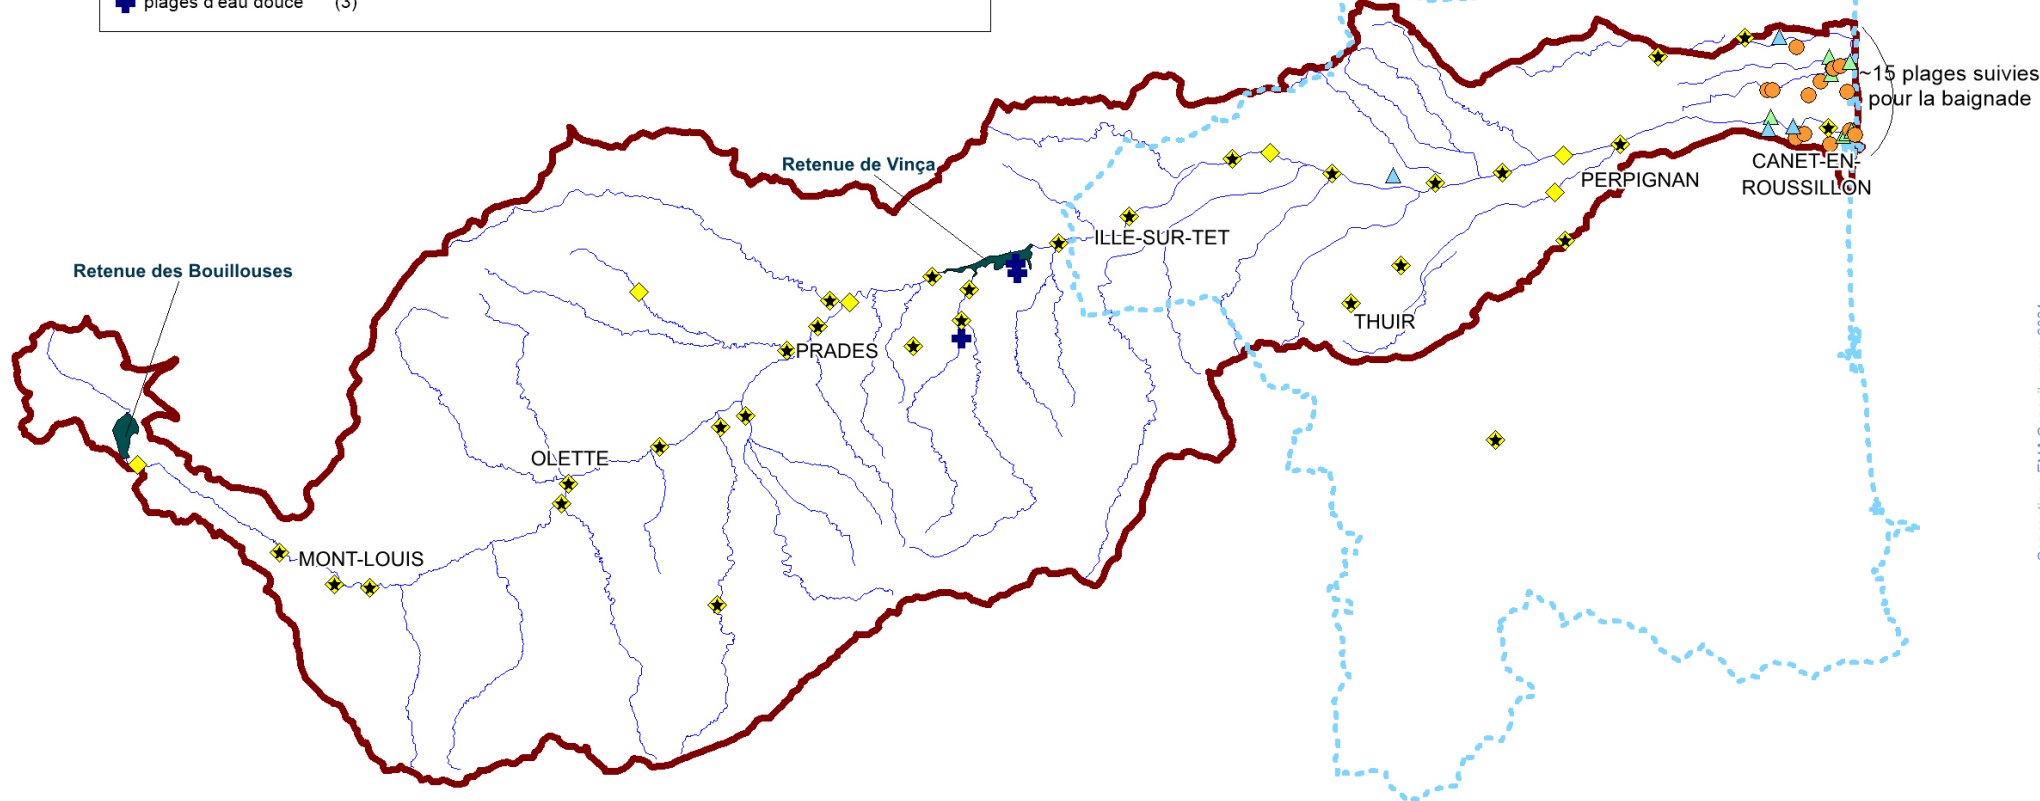 plages d'eau douce (3)
~15 plages suivies
pour la baignade
Retenue de Vinça
CANET-EN-
ROUSSILLON
PERPIGNAN
ILLE-SUR-TET
Retenue des Bouillouses
THUIR
PRADES
OLETTE
MONT-LOUIS